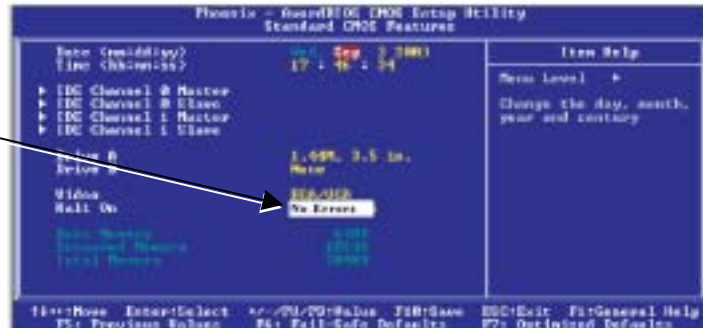 Phoenix - AwardBIOS CMOS Setup Utility
Standard CMOS Features
Date (mm:dd:yy) Wed, Sep
Time (hh:mm:ss) 17 : 46 : 34
IDE Channel 0 Master
IDE Channel 0 Slave
IDE Channel 1 Master
IDE Channel 1 Slave
Drive A 1.44M, 3.5 in.
Drive B None
Video EGA/VGA
Halt On No Errors
Base Memory
Extended Memory
Total Memory
Item Help
Menu Level
Change the day, month,
year and century
Move Enter:Select +/-/PU/PD:Value F10:Save ESC:Exit F1:General Help
F5: Previous Values F6: Fail-Safe Defaults F7: Optimized Defaults